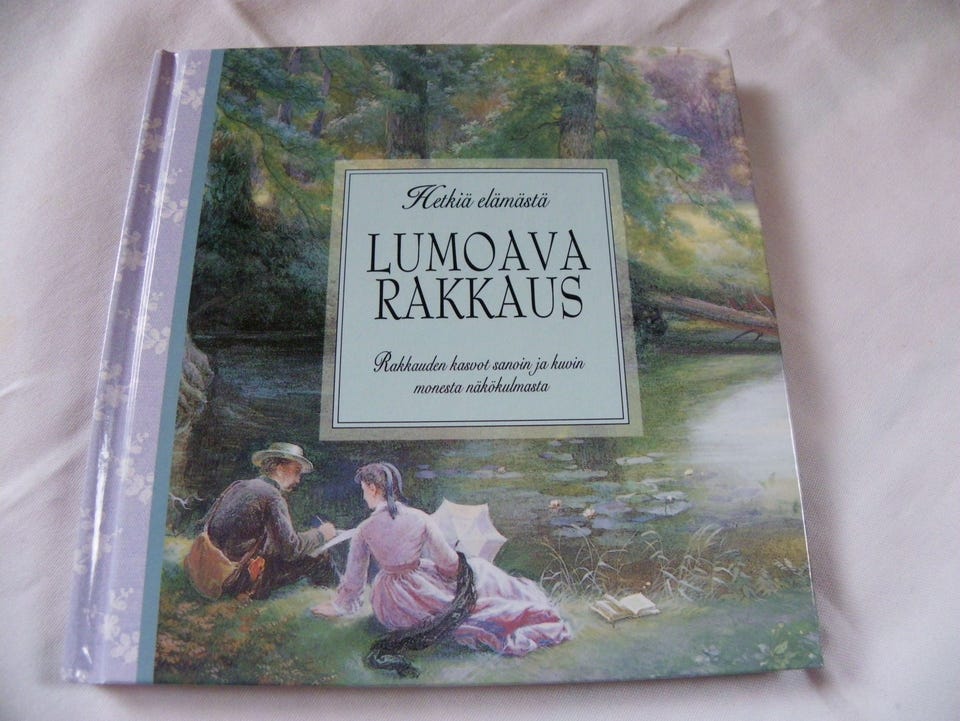 Hetkiä elämästä
LUMOAVA
RAKKAUS
Rakkauden kasvot sanoin ja kuvin
monesta näkökulmasta